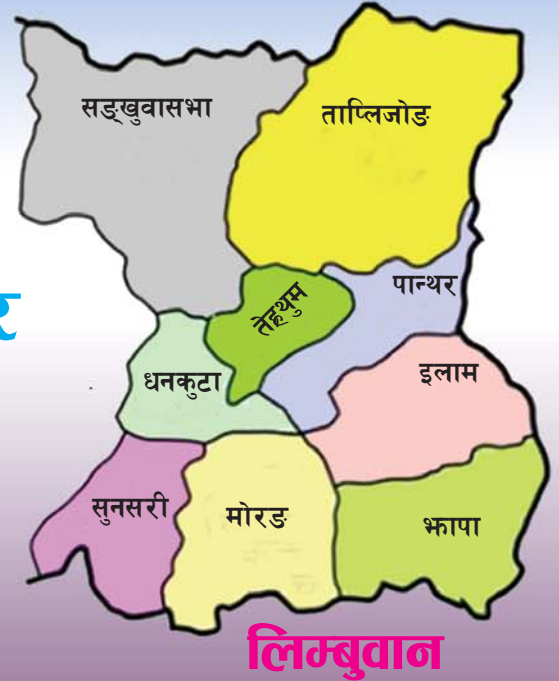 सङ्खुवासभा
ताप्लिजोङ
पान्थर
तेह्रथुम
र
धनकुटा
इलाम
सुनसरी
मोरङ
झापा
लिम्बुवान